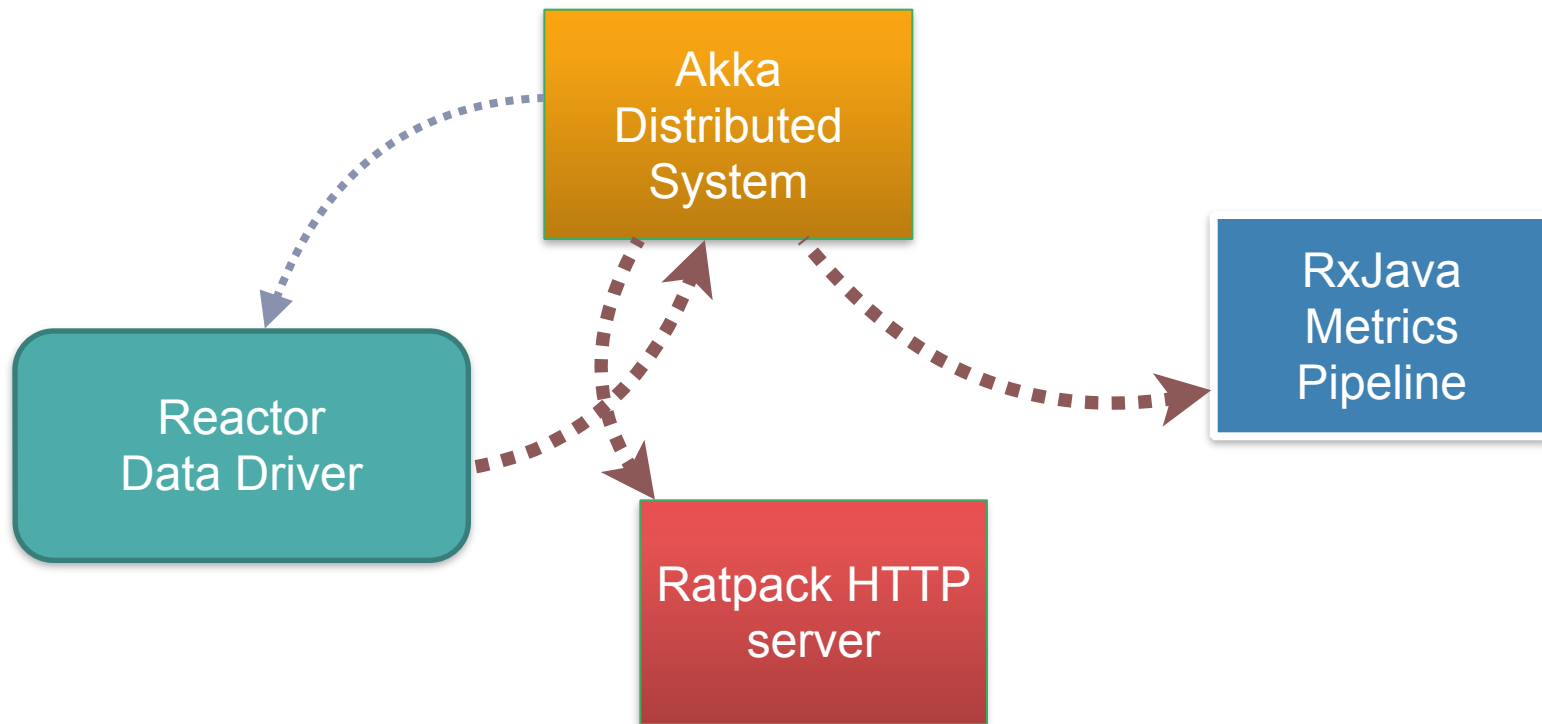 Akka
Distributed
System
RxJava
Metrics
Pipeline
Reactor
Data Driver
Ratpack HTTP
server